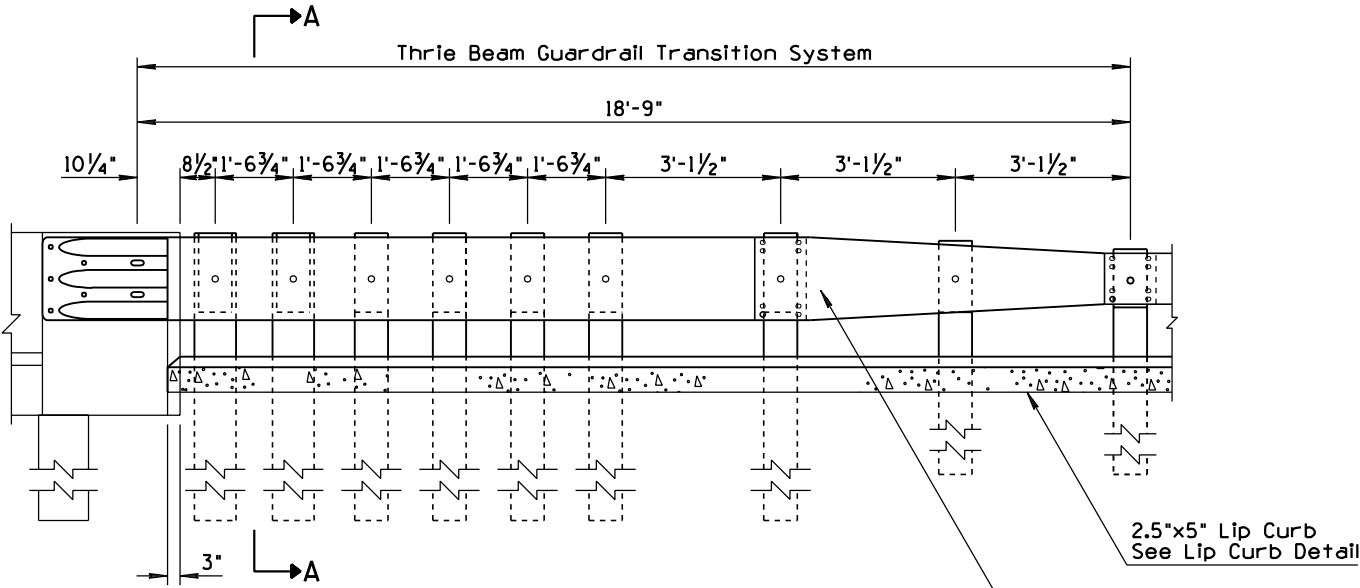 A
Thrie Beam Guardrail Transition System
18'-9"
10¼" 8½" 1'-6¾" 1'-6¾" 1'-6¾" 1'-6¾" 1'-6¾" 3'-1½" 3'-1½" 3'-1½"
2.5"x5" Lip Curb
See Lip Curb Detail
3"
A